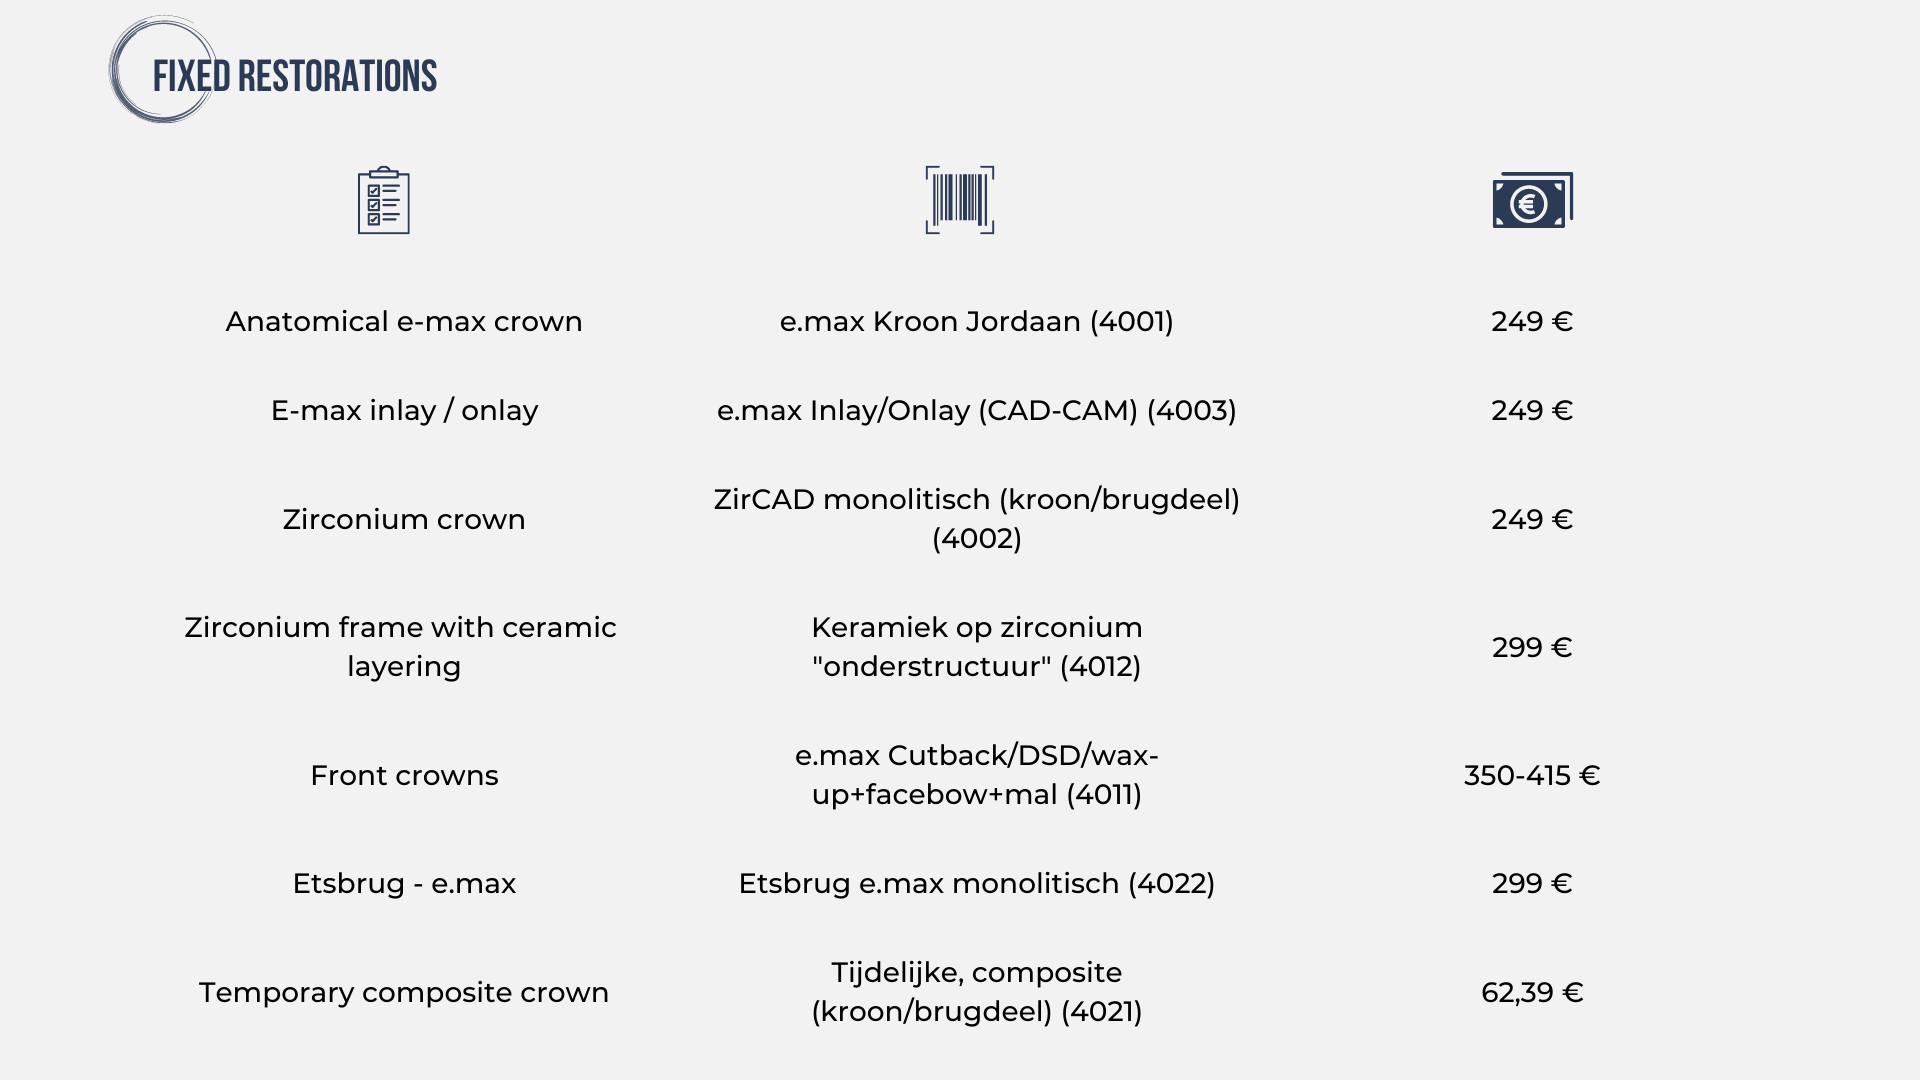 FIXED RESTORATIONS
Anatomical e-max crown
e.max Kroon Jordaan (4001)
249 €
E-max inlay / onlay
e.max Inlay/Onlay (CAD-CAM) (4003)
249 €
Zirconium crown
ZirCAD monolitisch (kroon/brugdeel)
(4002)
249 €
Zirconium frame with ceramic
layering
Keramiek op zirconium
"onderstructuur" (4012)
299 €
Front crowns
e.max Cutback/DSD/wax-
up+facebow+mal (4011)
350-415 €
Etsbrug - e.max
Etsbrug e.max monolitisch (4022)
299 €
Temporary composite crown
Tijdelijke, composite
(kroon/brugdeel) (4021)
62,39 €